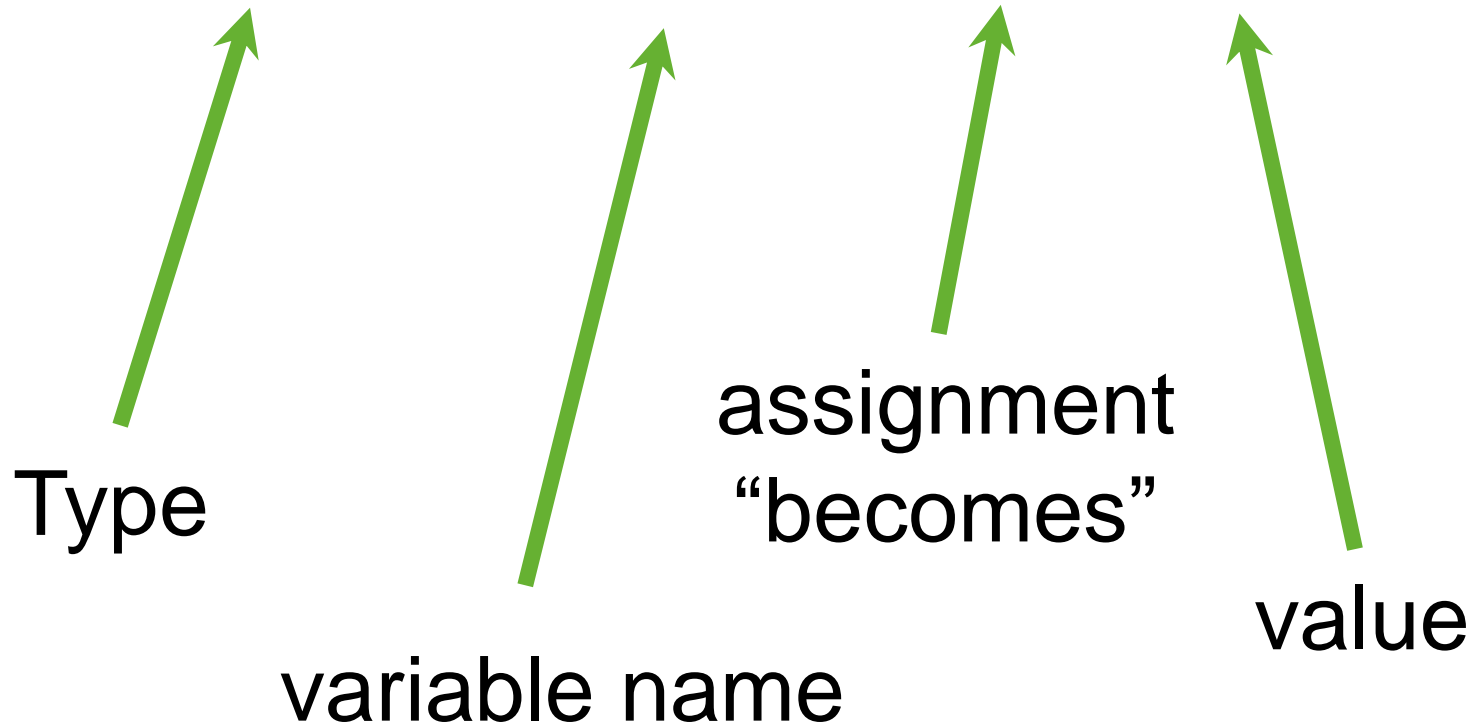 assignment
“becomes”
Type
value
variable name